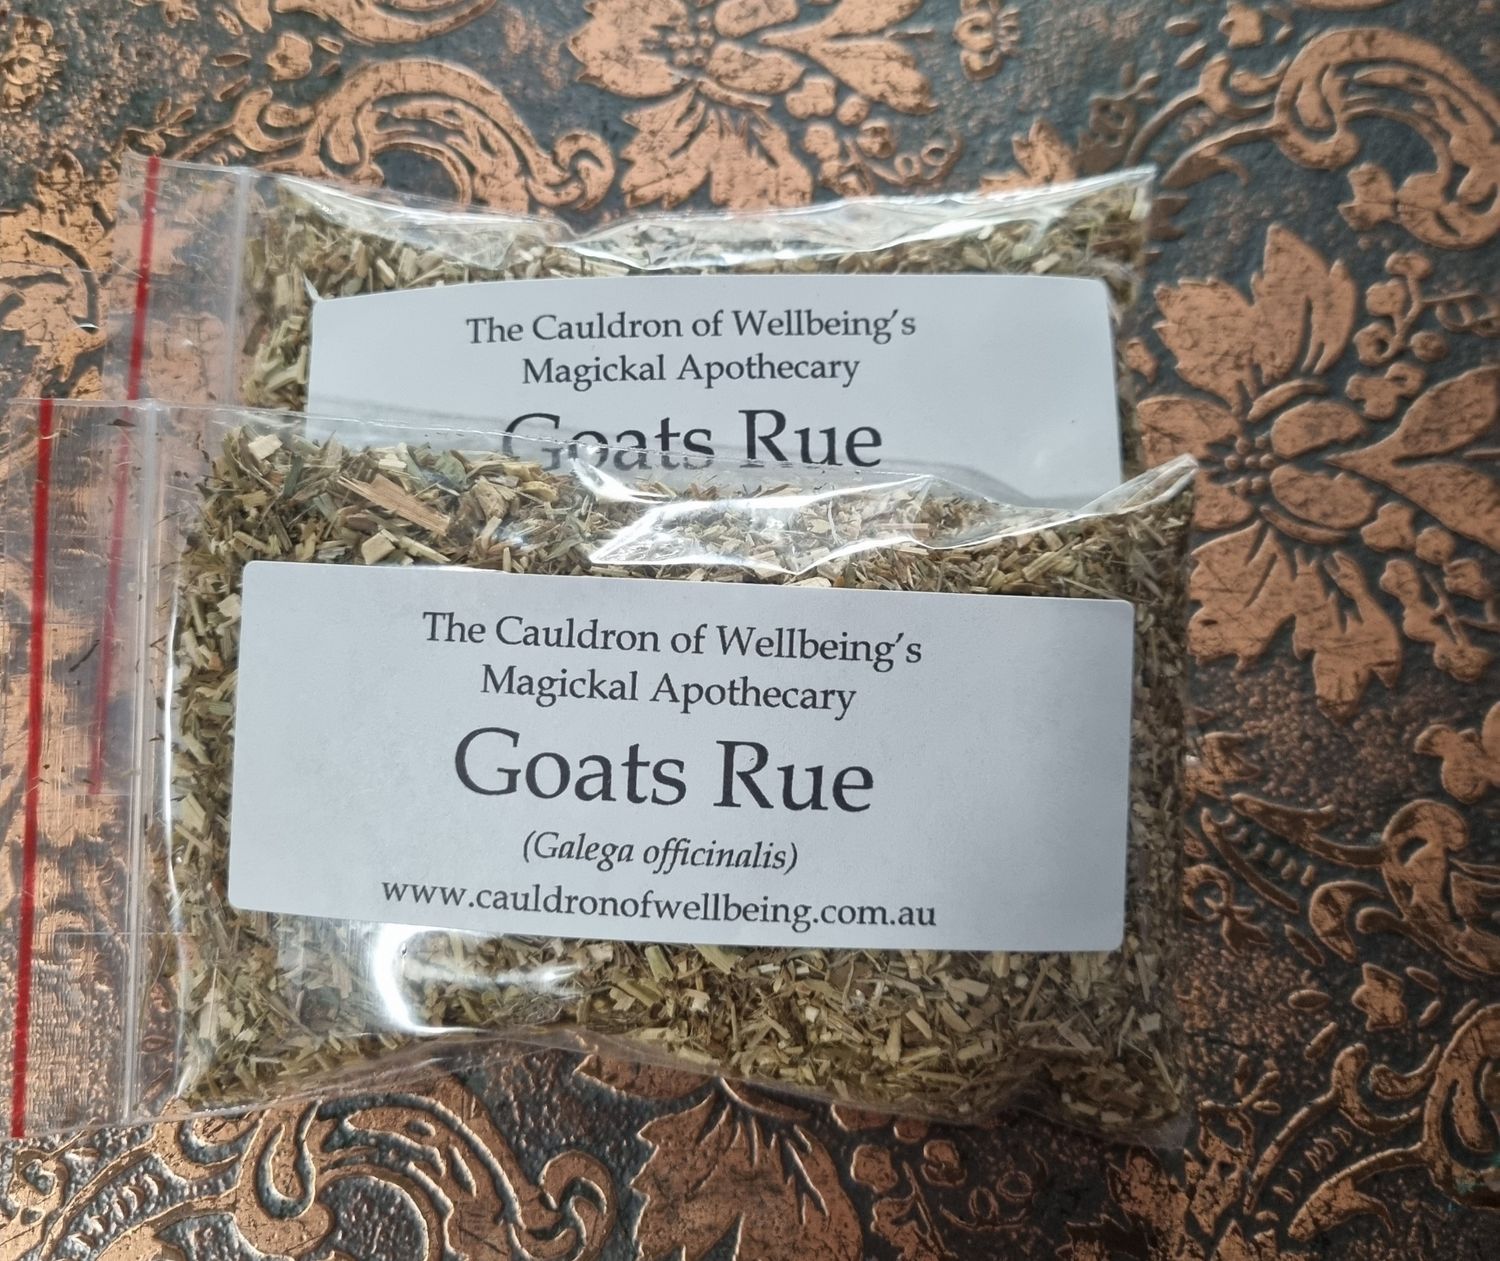 The Cauldron of Wellbeing's
Magickal Apothecary
Goats Rue
The Cauldron of Wellbeing's
Magickal Apothecary
Goats Rue
(Galega officinalis)
www.cauldronofwellbeing.com.au